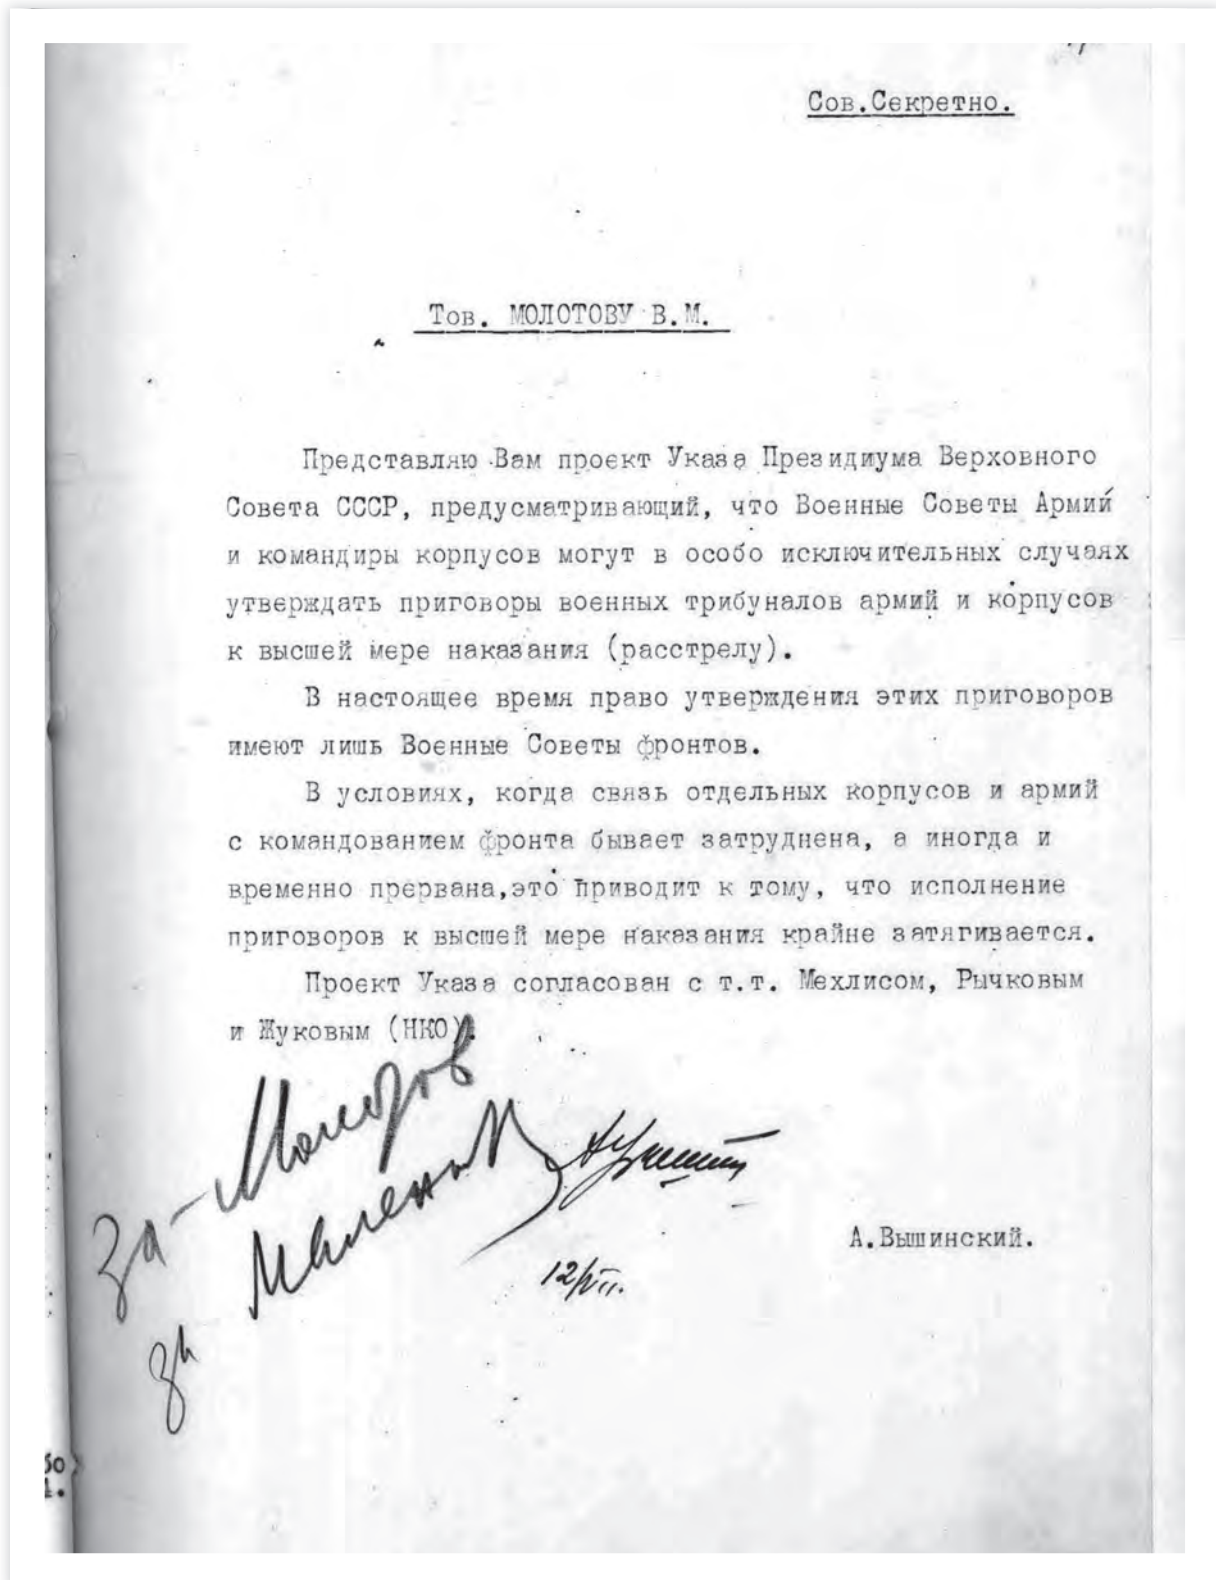 Сов.Секретно.
Тов. МОЛОТОВУ В.М.
Представляю Вам проект Указа Президиума Верховного
Совета СССР, предусматривающий, что Военные Советы Армий
и командиры корпусов могут в особо исключительных случаях
утверждать приговоры военных трибуналов армий и корпусов
к высшей мере наказания (расстрелу).
В настоящее время право утверждения этих приговоров
имеют лишь Военные Советы фронтов.
В условиях, когда связь отдельных корпусов и армий
с командованием фронта бывает затруднена, а иногда и
временно прервана,это приводит к тому, что исполнение
приговоров к высшей мере наказания крайне затягивается.
Проект Указа согласован с т.т. Мехлисом, Рычковым
и Жуковым (НКО).
За – Молотов
за Маленков
А.Вышинский.
12/VII.